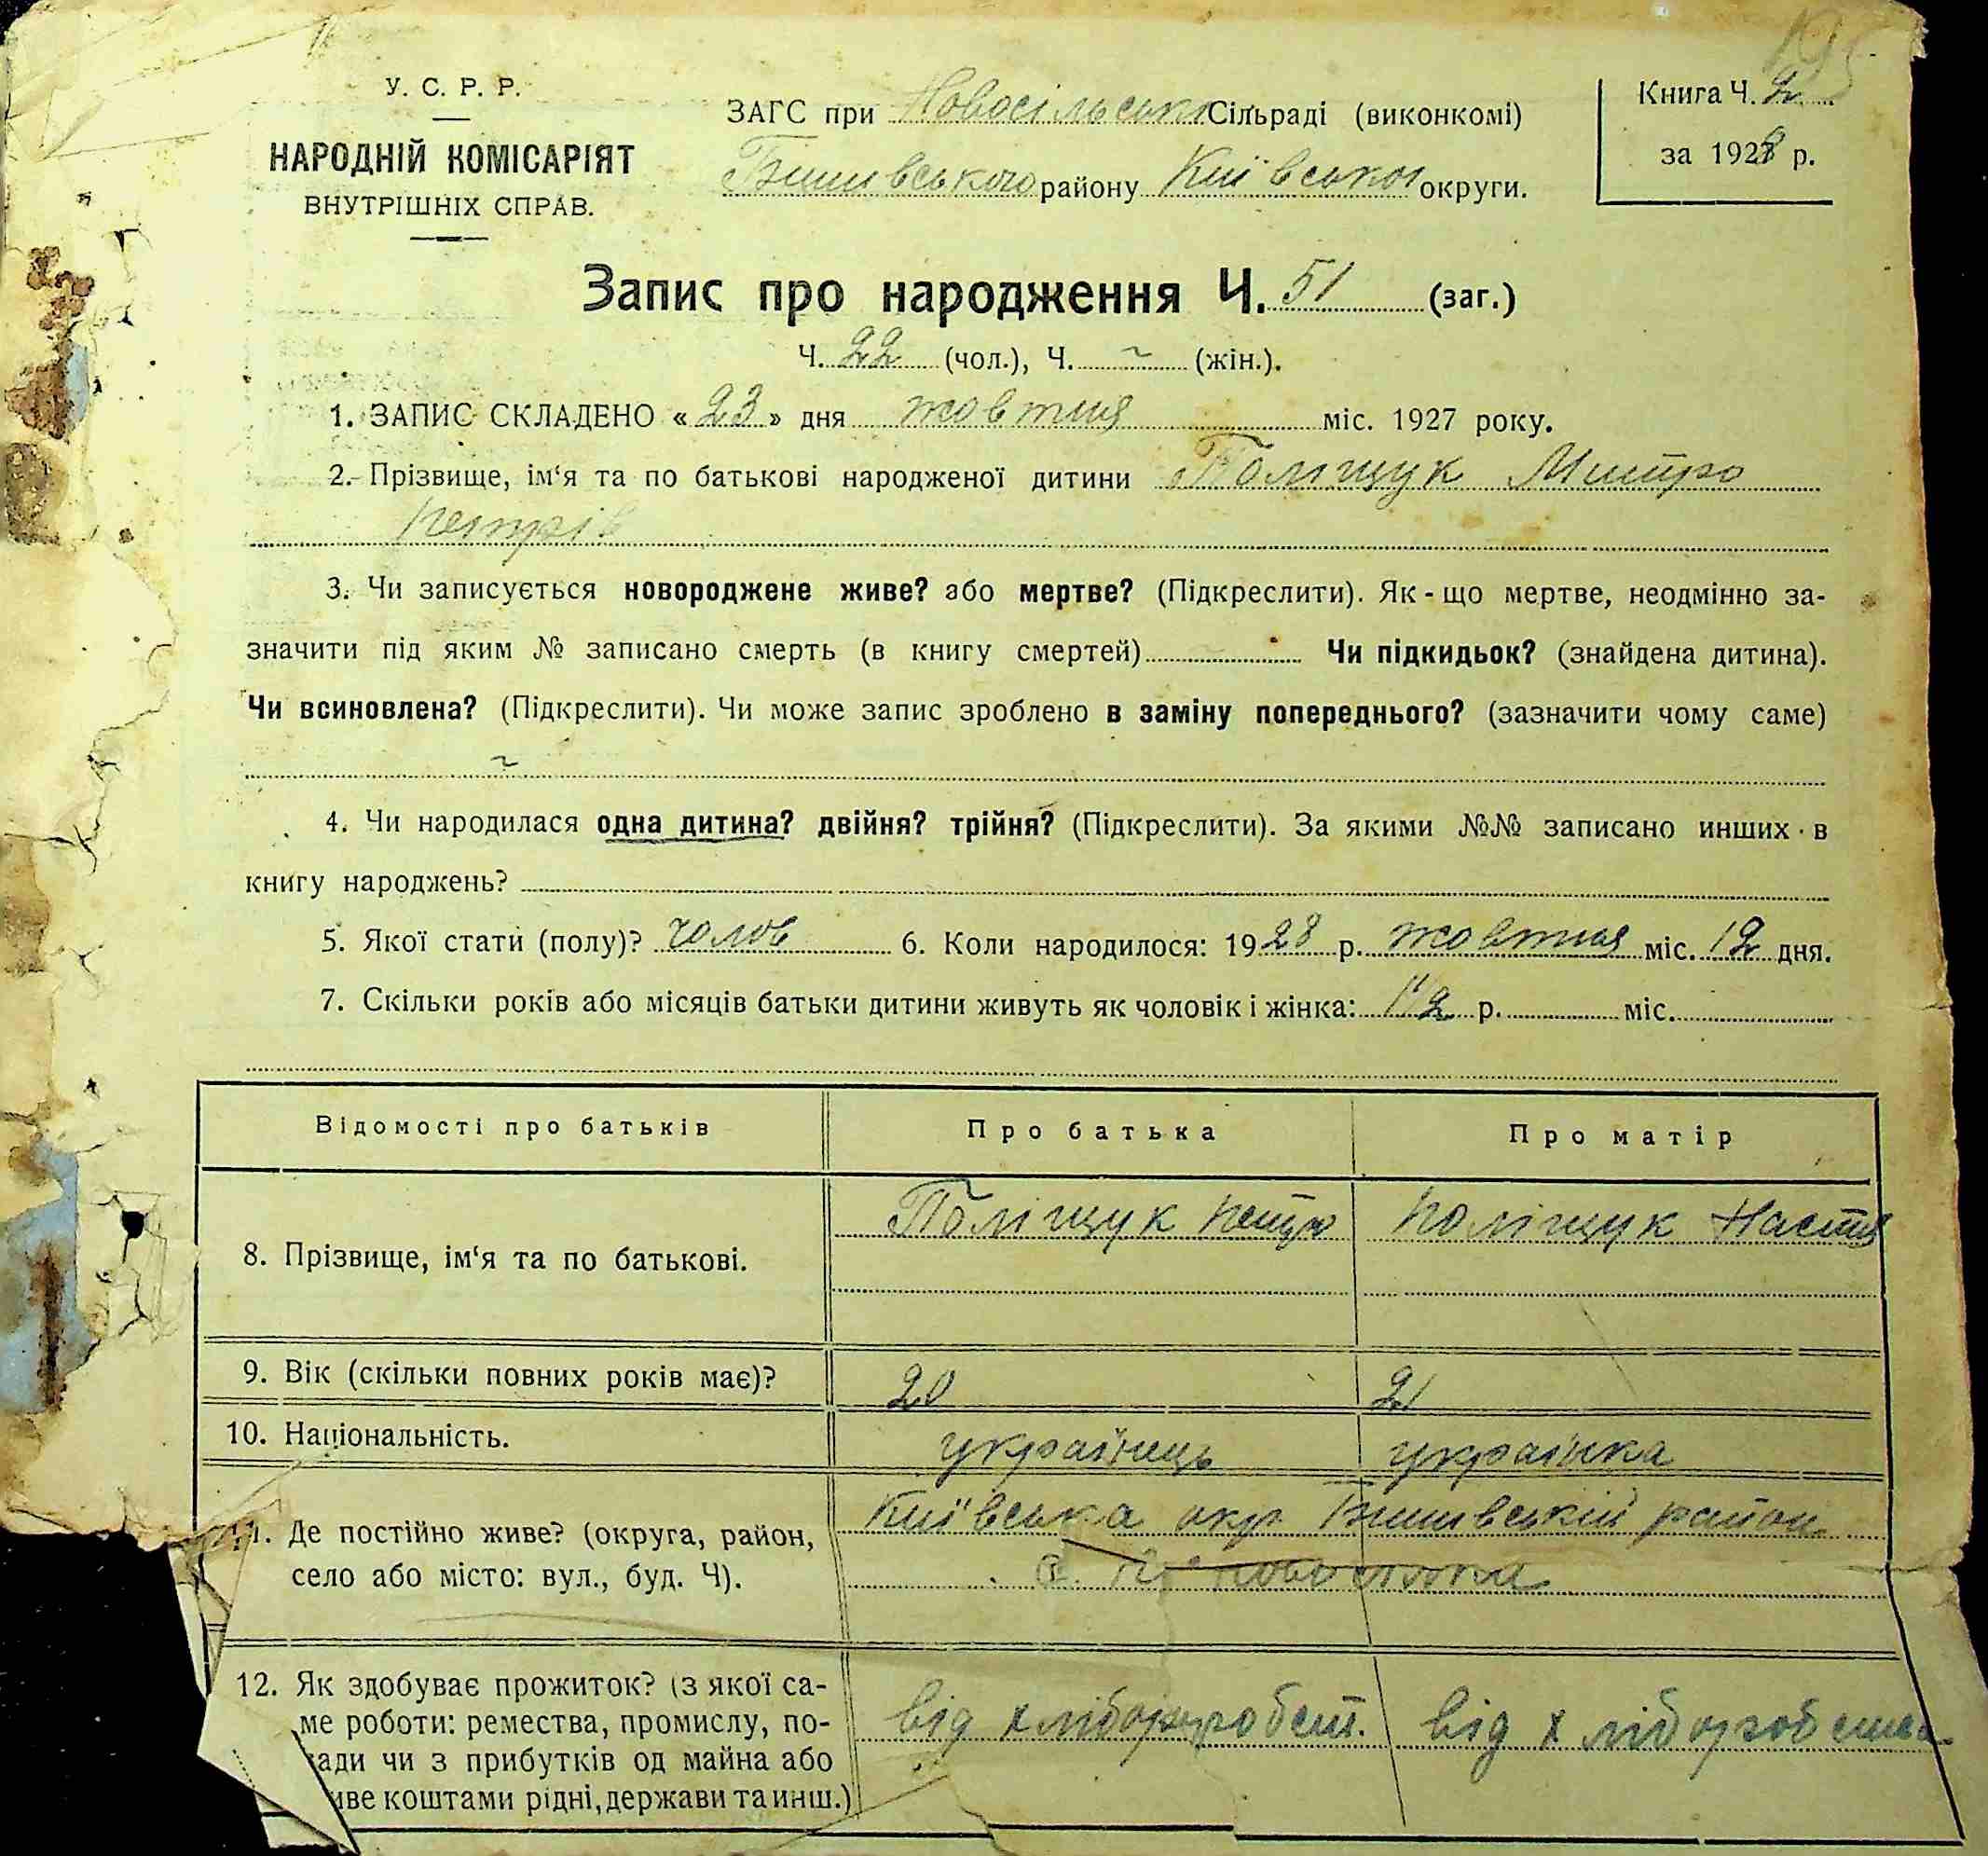 195
У. С. Р. Р.
НАРОДНІЙ КОМІСАРІЯТ
ВНУТРІШНІХ СПРАВ.
ЗАГС при Новосільські Сільраді (виконкомі)
Бишівського району Київської округи.
Книга Ч. 2
за 1928 р.
Запис про народження Ч. 51 (заг.)
Ч. 22 (чол.), Ч. ~ (жін.).
1. ЗАПИС СКЛАДЕНО « 23 » дня жовтня міс. 1927 року.
2. Прізвище, ім‘я та по батькові народженої дитини Поліщук Митро
Петрів
3. Чи записується новороджене живе? або мертве? (Підкреслити). Як-що мертве, неодмінно за-
значити під яким № записано смерть (в книгу смертей) Чи підкидьок? (знайдена дитина).
Чи всиновлена? (Підкреслити). Чи може запис зроблено в заміну попереднього? (зазначити чому саме)
~
4. Чи народилася одна дитина? двійня? трійня? (Підкреслити). За якими №№ записано инших в
книгу народжень?
5. Якої стати (полу)? чолов 6. Коли народилося: 1928 р. жовтня міс. 12 дня.
7. Скільки років або місяців батьки дитини живуть як чоловік і жінка: 1 1/2 р. міс.
Відомості про батьків Про батька Про матір
8. Прізвище, ім‘я та по батькові. Поліщук Петро Поліщук Настя
9. Вік (скільки повних років має)? 20 21
10. Національність. українець українка
11. Де постійно живе? (округа, район, Київська окр. Бишівський район
село або місто: вул., буд. Ч).
12. Як здобуває прожиток? (з якої са-
ме роботи: ремества, промислу, по- від хліборобст. від хліборобства
сади чи з прибутків од майна або
живе коштами рідні, держави та инш.)